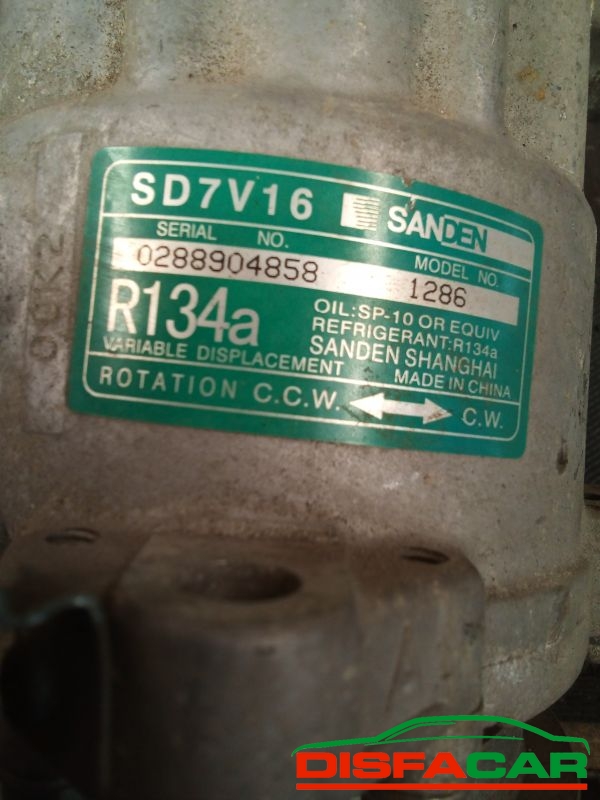 SD7V16 SANDEN
SERIAL NO.
MODEL NO.
0288904858 1286
R134a
OIL:SP-10 OR EQUIV
REFRIGERANT:R134a
VARIABLE DISPLACEMENT
SANDEN SHANGHAI
MADE IN CHINA
ROTATION C.C.W. C.W.
DISFACAR